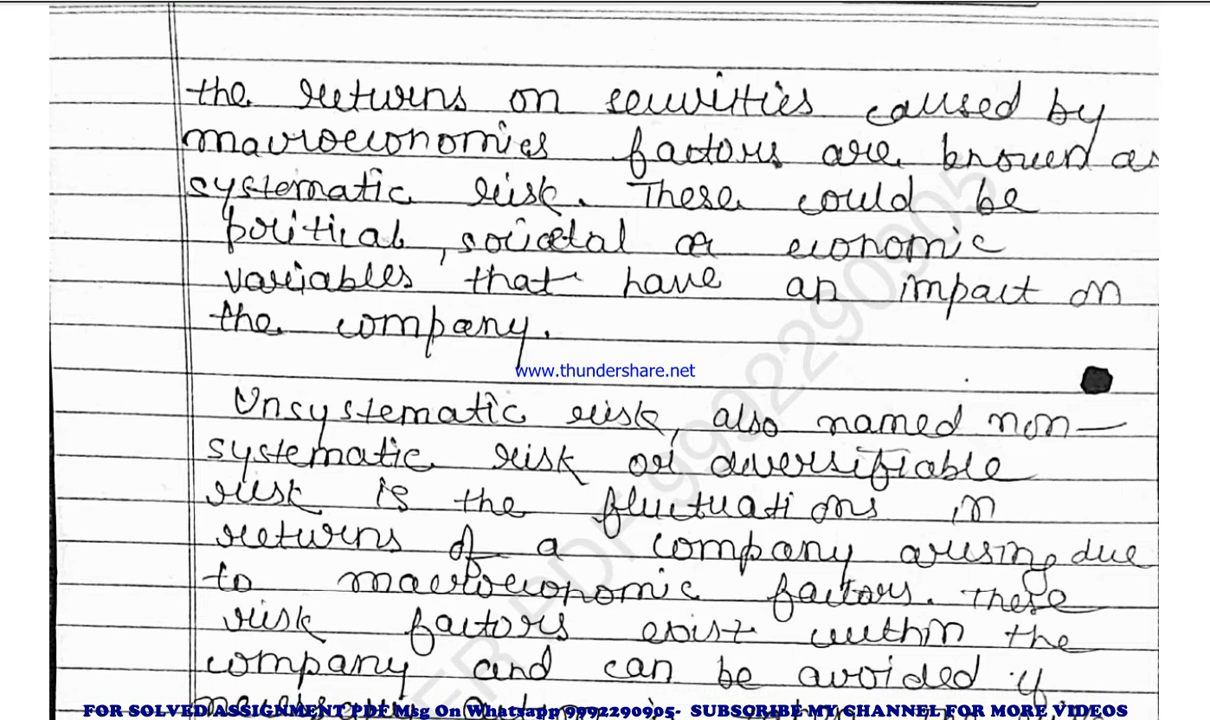 the returns on securities caused by
macroeconomics factors are knowen as
systematic risk. These could be
political, societal or economic
variables that have an impact on
the company.
www.thundershare.net
Unsystematic risk, also named non-
systematic risk or diversifiable
risk is the fluctuations in
returns of a company arising due
to macroeconomic factors. These
risk factors exist within the
company and can be avoided if
FOR SOLVED ASSIGNMENT PDF Msg On Whatsapp 9992290905- SUBSCRIBE MY CHANNEL FOR MORE VIDEOS